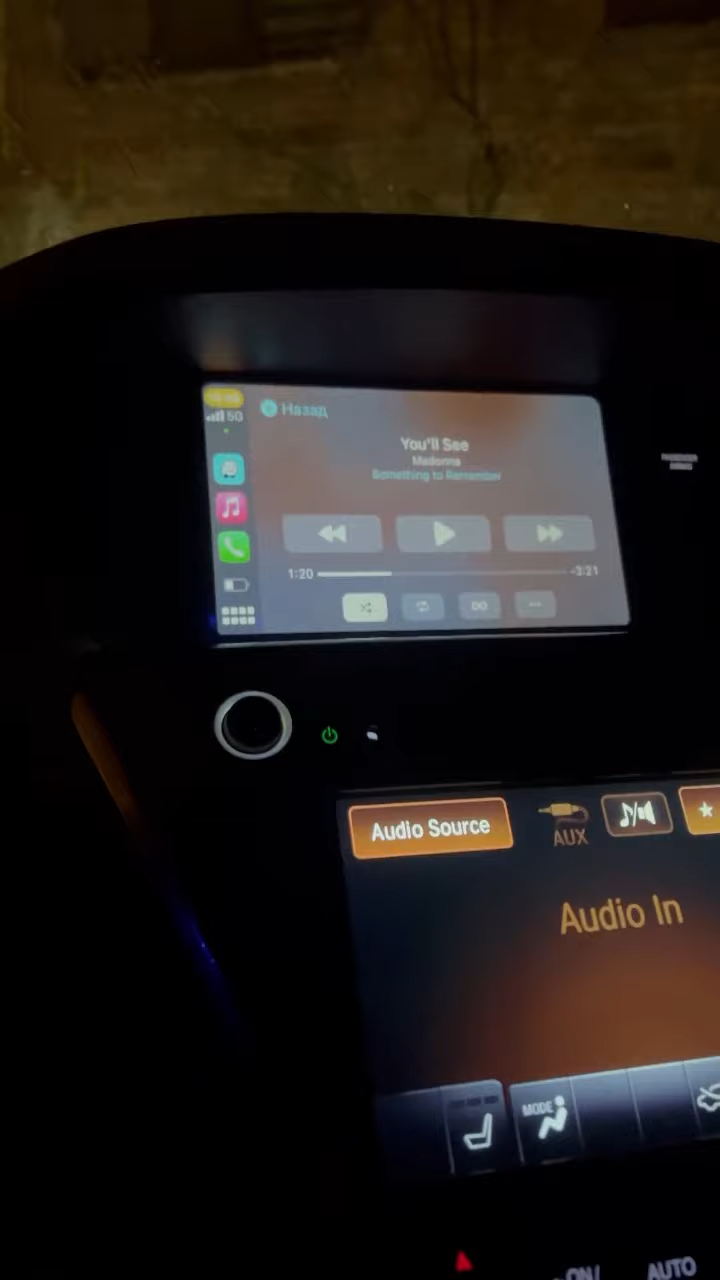 5G
Назад
You'll See
Madonna
Something to Remember
1:20
-3:21
Audio Source
AUX
Audio In
MODE
ON/
AUTO